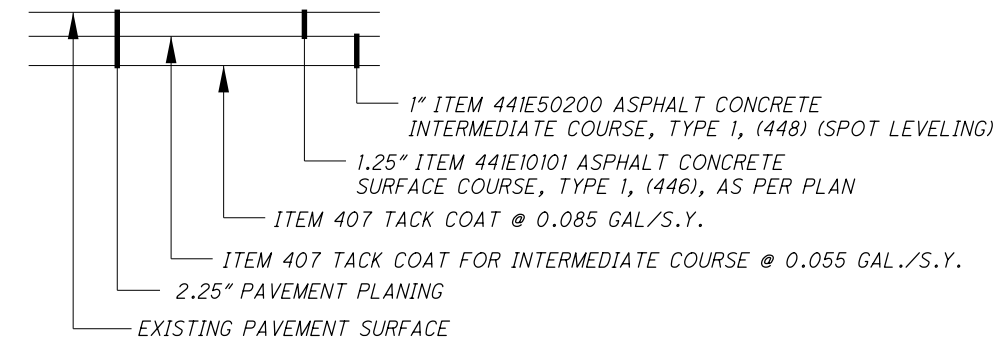 1" ITEM 441E50200 ASPHALT CONCRETE
INTERMEDIATE COURSE, TYPE 1, (448) (SPOT LEVELING)
1.25" ITEM 441E10101 ASPHALT CONCRETE
SURFACE COURSE, TYPE 1, (446), AS PER PLAN
ITEM 407 TACK COAT @ 0.085 GAL/S.Y.
ITEM 407 TACK COAT FOR INTERMEDIATE COURSE @ 0.055 GAL./S.Y.
2.25" PAVEMENT PLANING
EXISTING PAVEMENT SURFACE